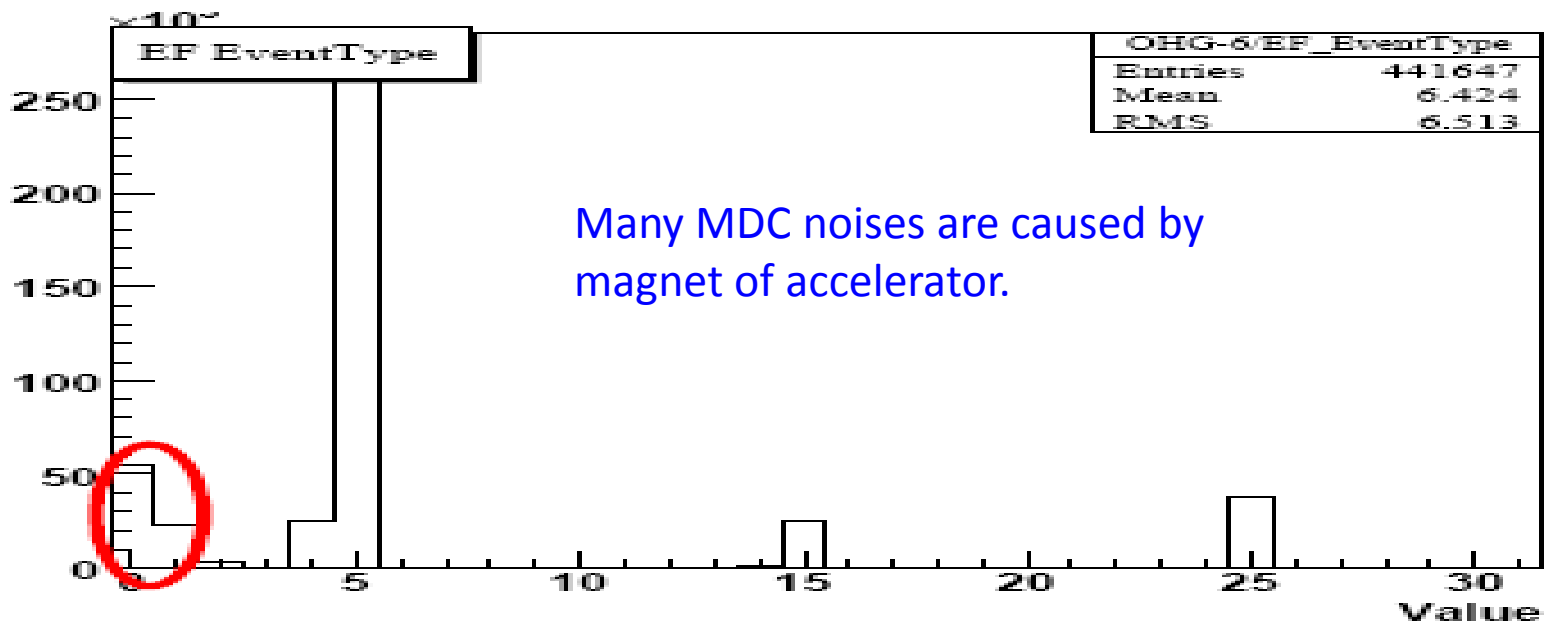 EF EventType
OHG-6/EF_EventType
Entries 441647
Mean 6.424
RMS 6.513
250
200
150
100
50
0
Many MDC noises are caused by
magnet of accelerator.
0 5 10 15 20 25 30
Value